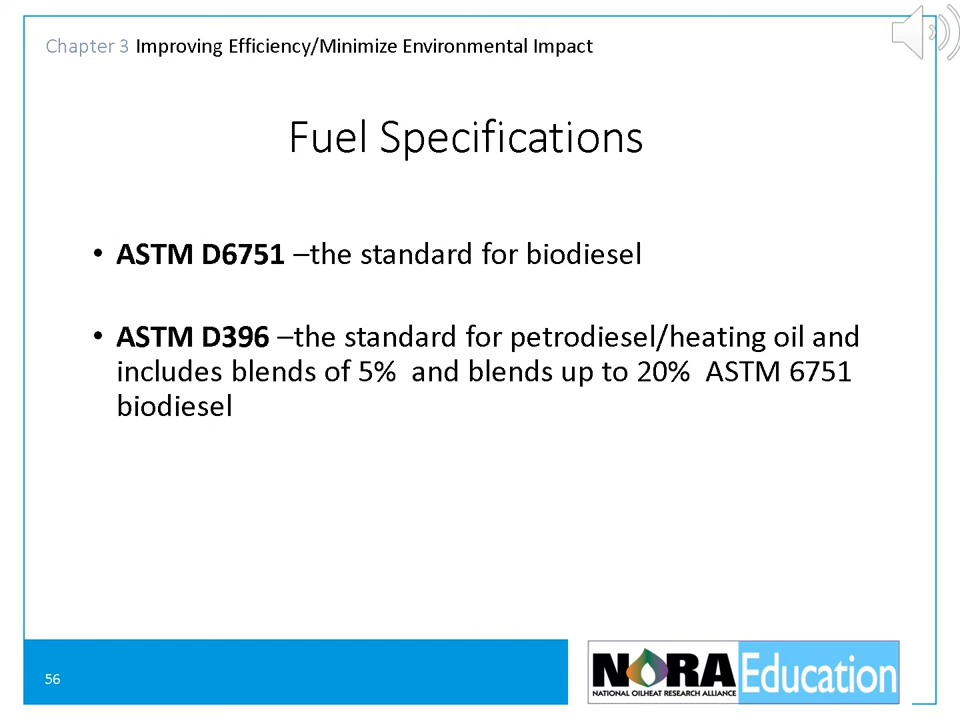 Chapter 3 Improving Efficiency/Minimize Environmental Impact
Fuel Specifications
• ASTM D6751 –the standard for biodiesel
• ASTM D396 –the standard for petrodiesel/heating oil and
includes blends of 5%  and blends up to 20%  ASTM 6751
biodiesel
56
NORA Education
NATIONAL OILHEAT RESEARCH ALLIANCE